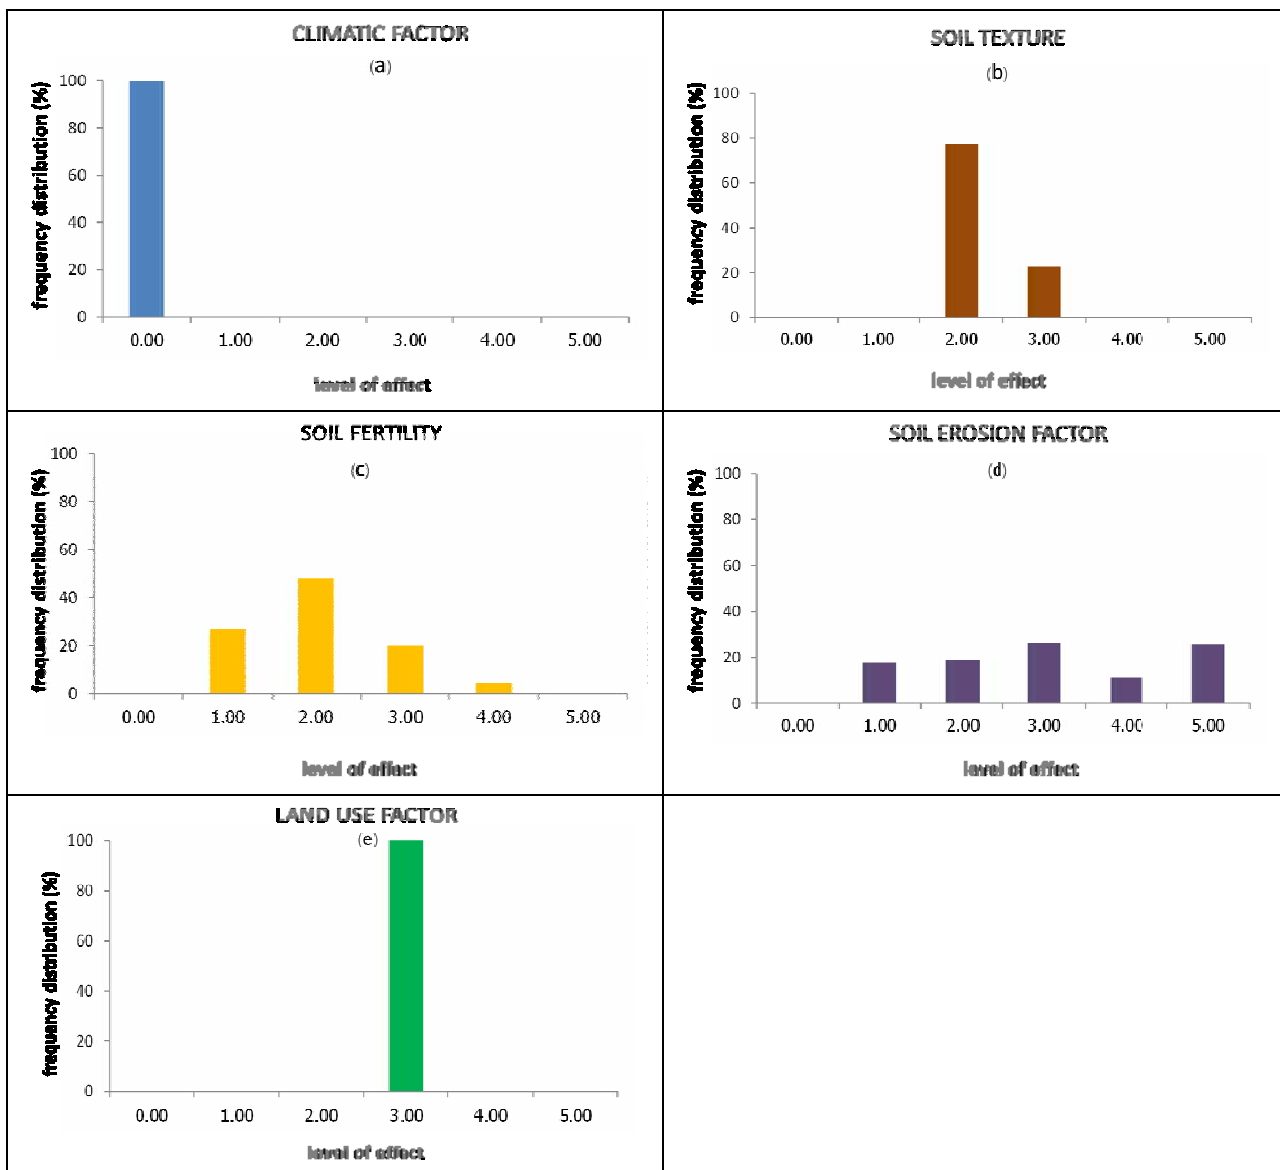 CLIMATIC FACTOR
(a)
frequency distribution (%)
100
80
60
40
20
0
0.00 1.00 2.00 3.00 4.00 5.00
level of effect
SOIL TEXTURE
(b)
frequency distribution (%)
100
80
60
40
20
0
0.00 1.00 2.00 3.00 4.00 5.00
level of effect
SOIL FERTILITY
(c)
frequency distribution (%)
100
80
60
40
20
0
0.00 1.00 2.00 3.00 4.00 5.00
level of effect
SOIL EROSION FACTOR
(d)
frequency distribution (%)
100
80
60
40
20
0
0.00 1.00 2.00 3.00 4.00 5.00
level of effect
LAND USE FACTOR
(e)
frequency distribution (%)
100
80
60
40
20
0
0.00 1.00 2.00 3.00 4.00 5.00
level of effect